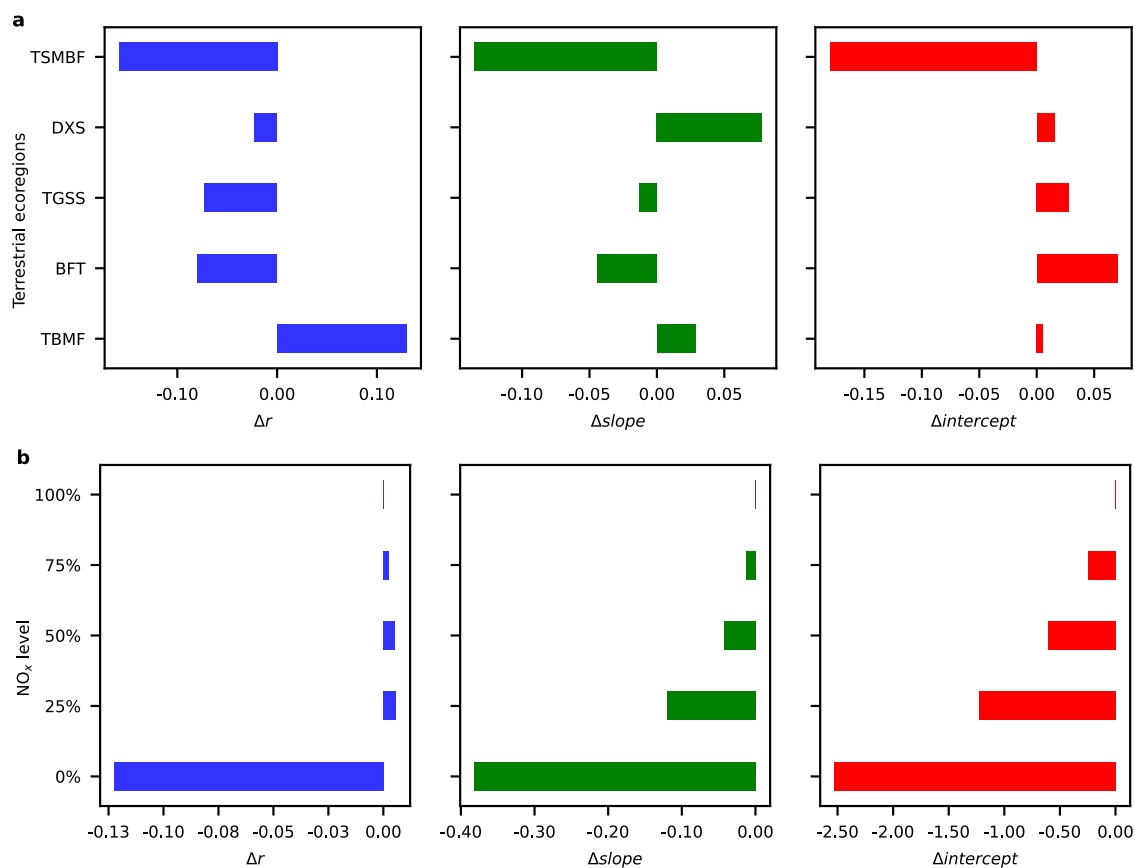 a
Terrestrial ecoregions
TSMBF
DXS
TGSS
BFT
TBMF
-0.10 0.00 0.10
Δr
-0.10 -0.05 0.00 0.05
Δslope
-0.15 -0.10 -0.05 0.00 0.05
Δintercept
b
NOx level
100%
75%
50%
25%
0%
-0.13 -0.10 -0.08 -0.05 -0.03 0.00
Δr
-0.40 -0.30 -0.20 -0.10 0.00
Δslope
-2.50 -2.00 -1.50 -1.00 -0.50 0.00
Δintercept